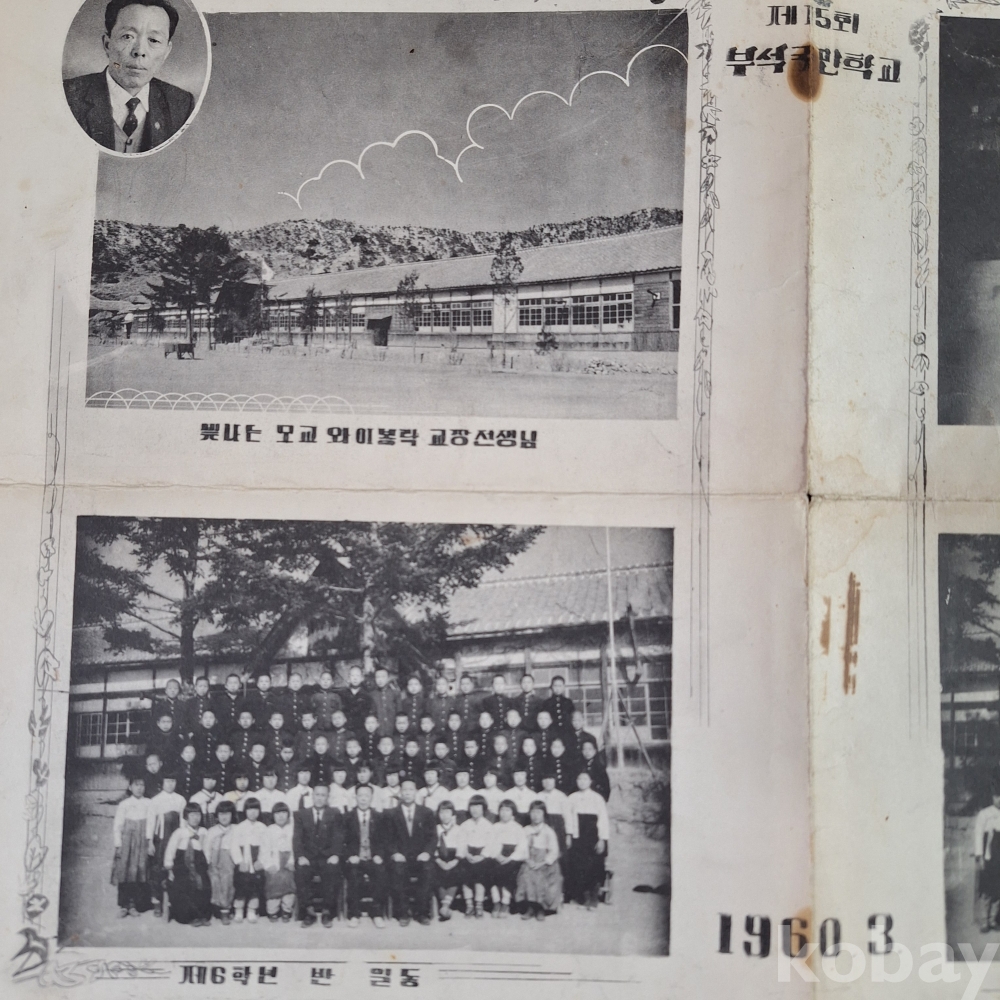 제15회
부석국민학교
빛나는 모교 와 이봉락 교장선생님
제6학년 반 일동
1960 3
kobay